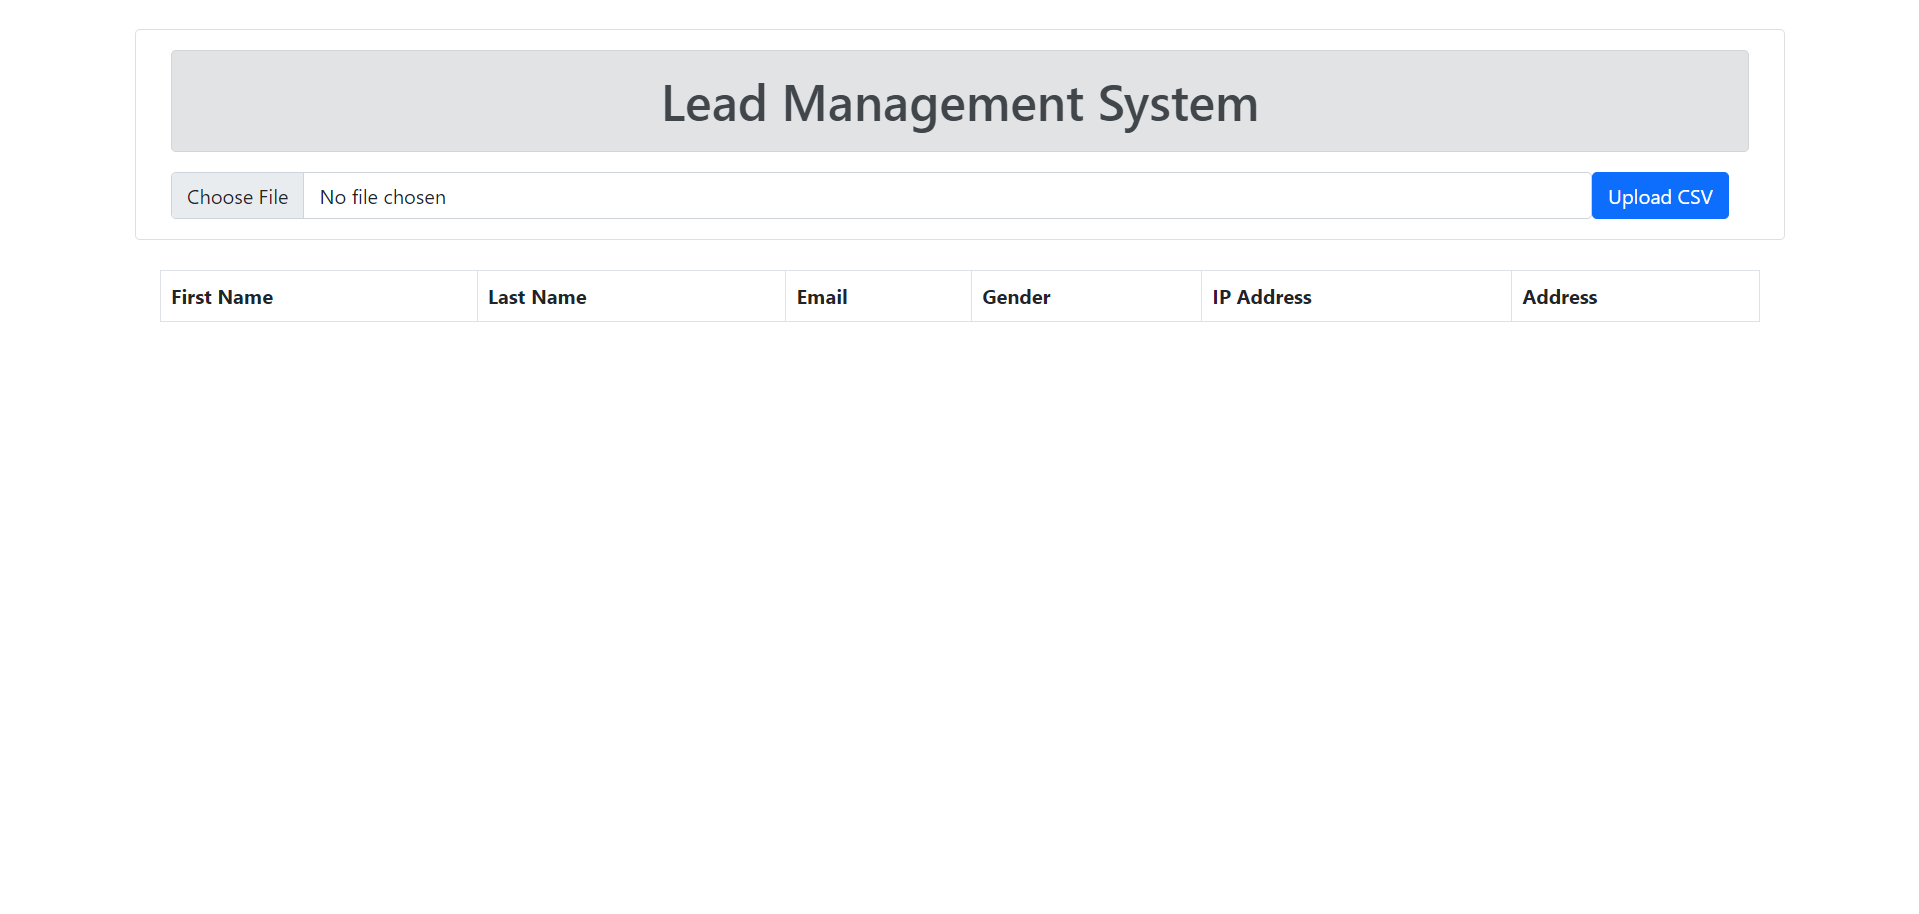 Lead Management System
Choose File No file chosen Upload CSV
First Name Last Name Email Gender IP Address Address